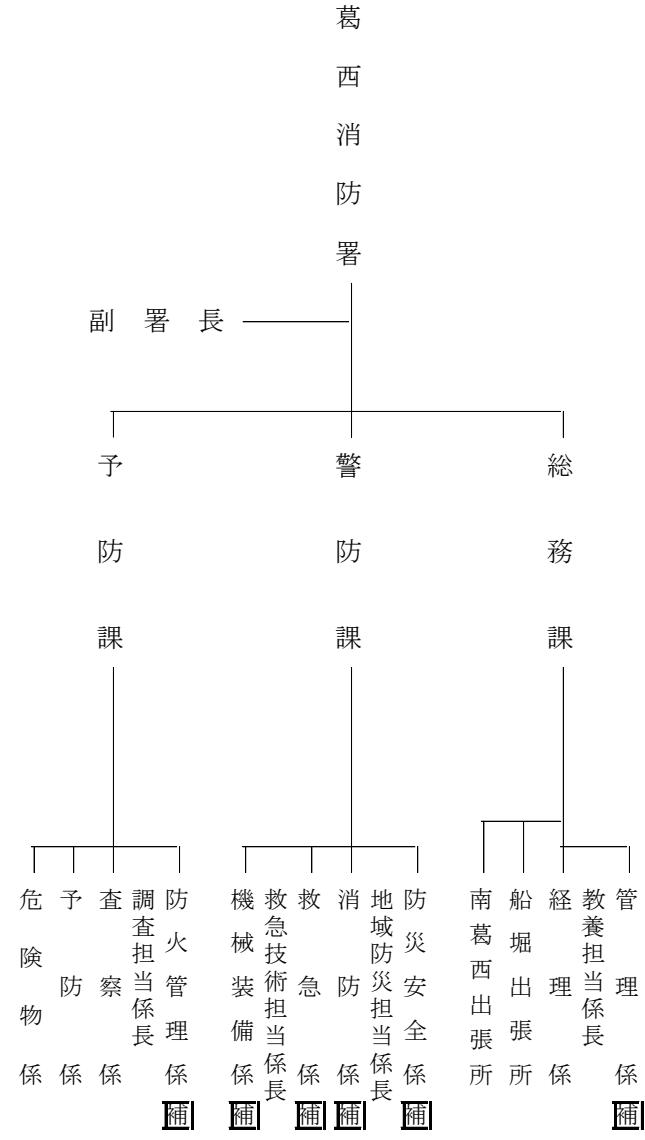 葛西消防署
副署長
総務課
警防課
予防課
管理係補
教養担当係長
経理係
船堀出張所
南葛西出張所
防災安全係補
地域防災担当係長
消防係補
救急係補
救急技術担当係長
機械装備係補
防火管理係補
調査担当係長
査察係
予防係
危険物係